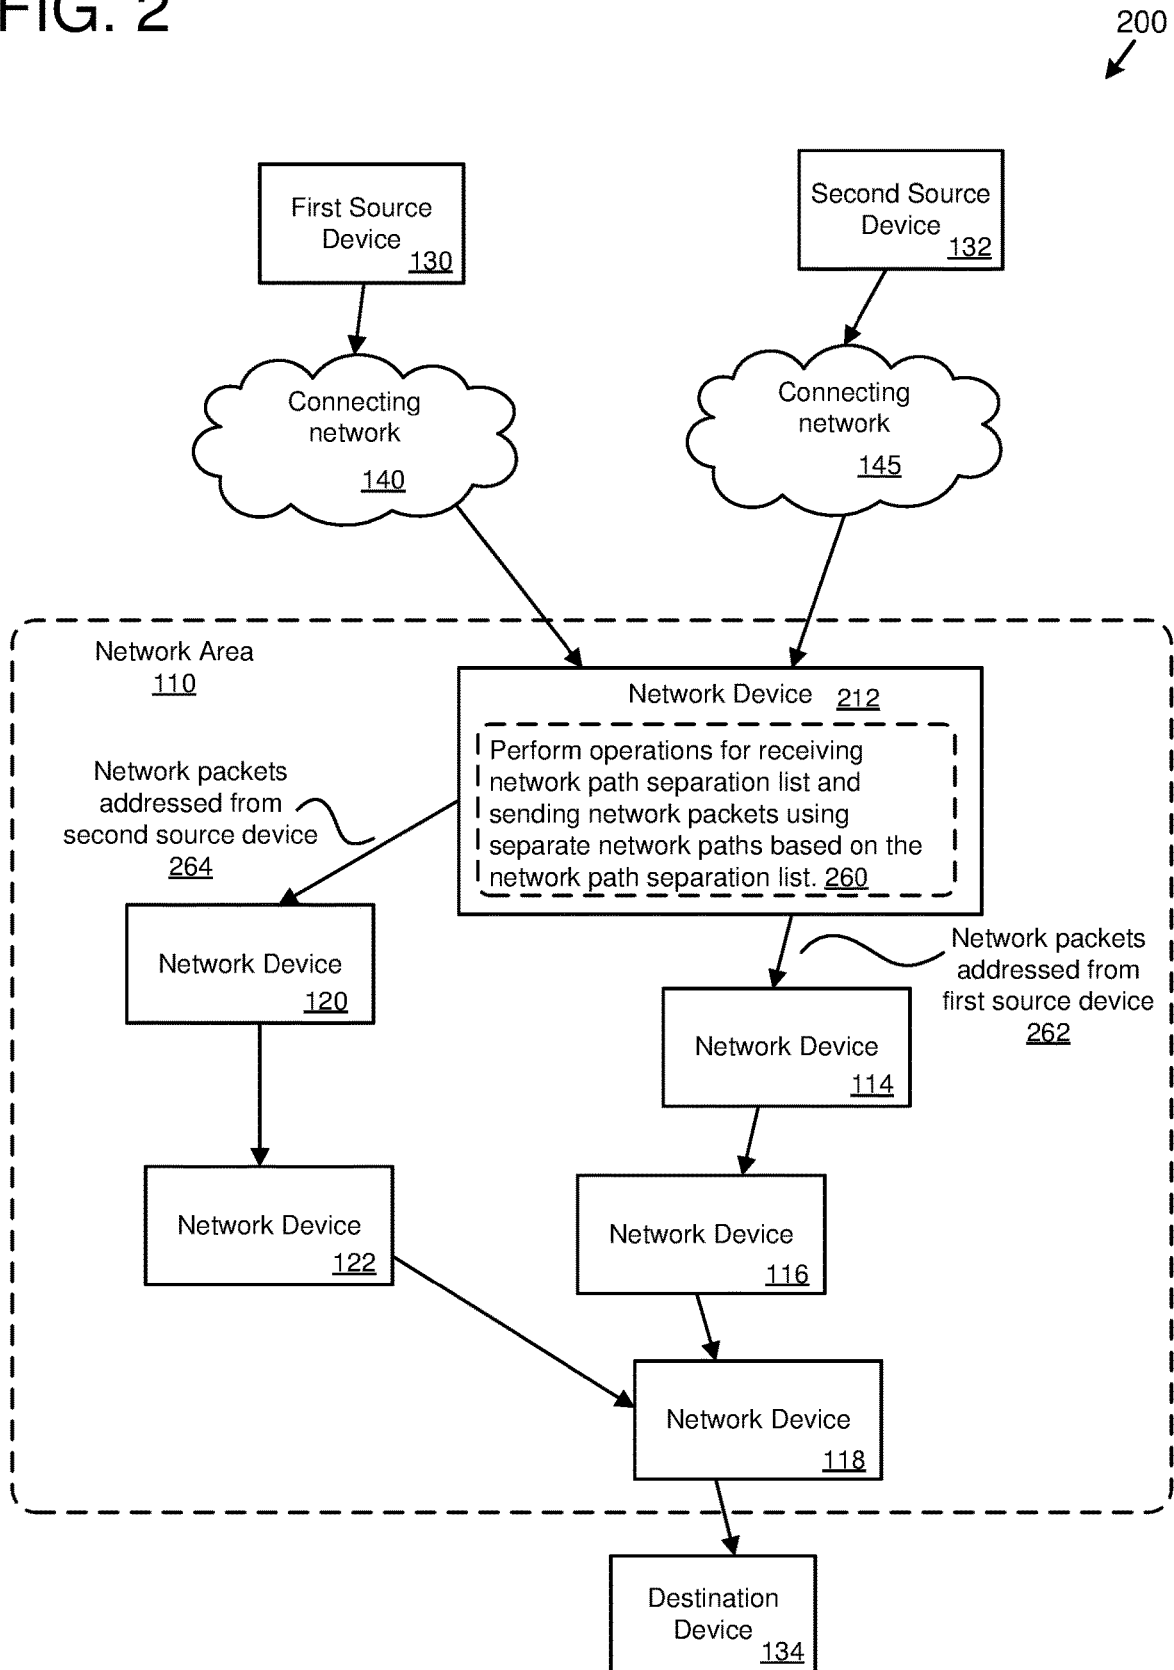 FIG. 2
200
First Source
Device
130
Second Source
Device
132
Connecting
network
140
Connecting
network
145
Network Area
110
Network Device 212
Perform operations for receiving
network path separation list and
sending network packets using
separate network paths based on the
network path separation list. 260
Network packets
addressed from
second source device
264
Network Device
120
Network packets
addressed from
first source device
262
Network Device
114
Network Device
122
Network Device
116
Network Device
118
Destination
Device
134